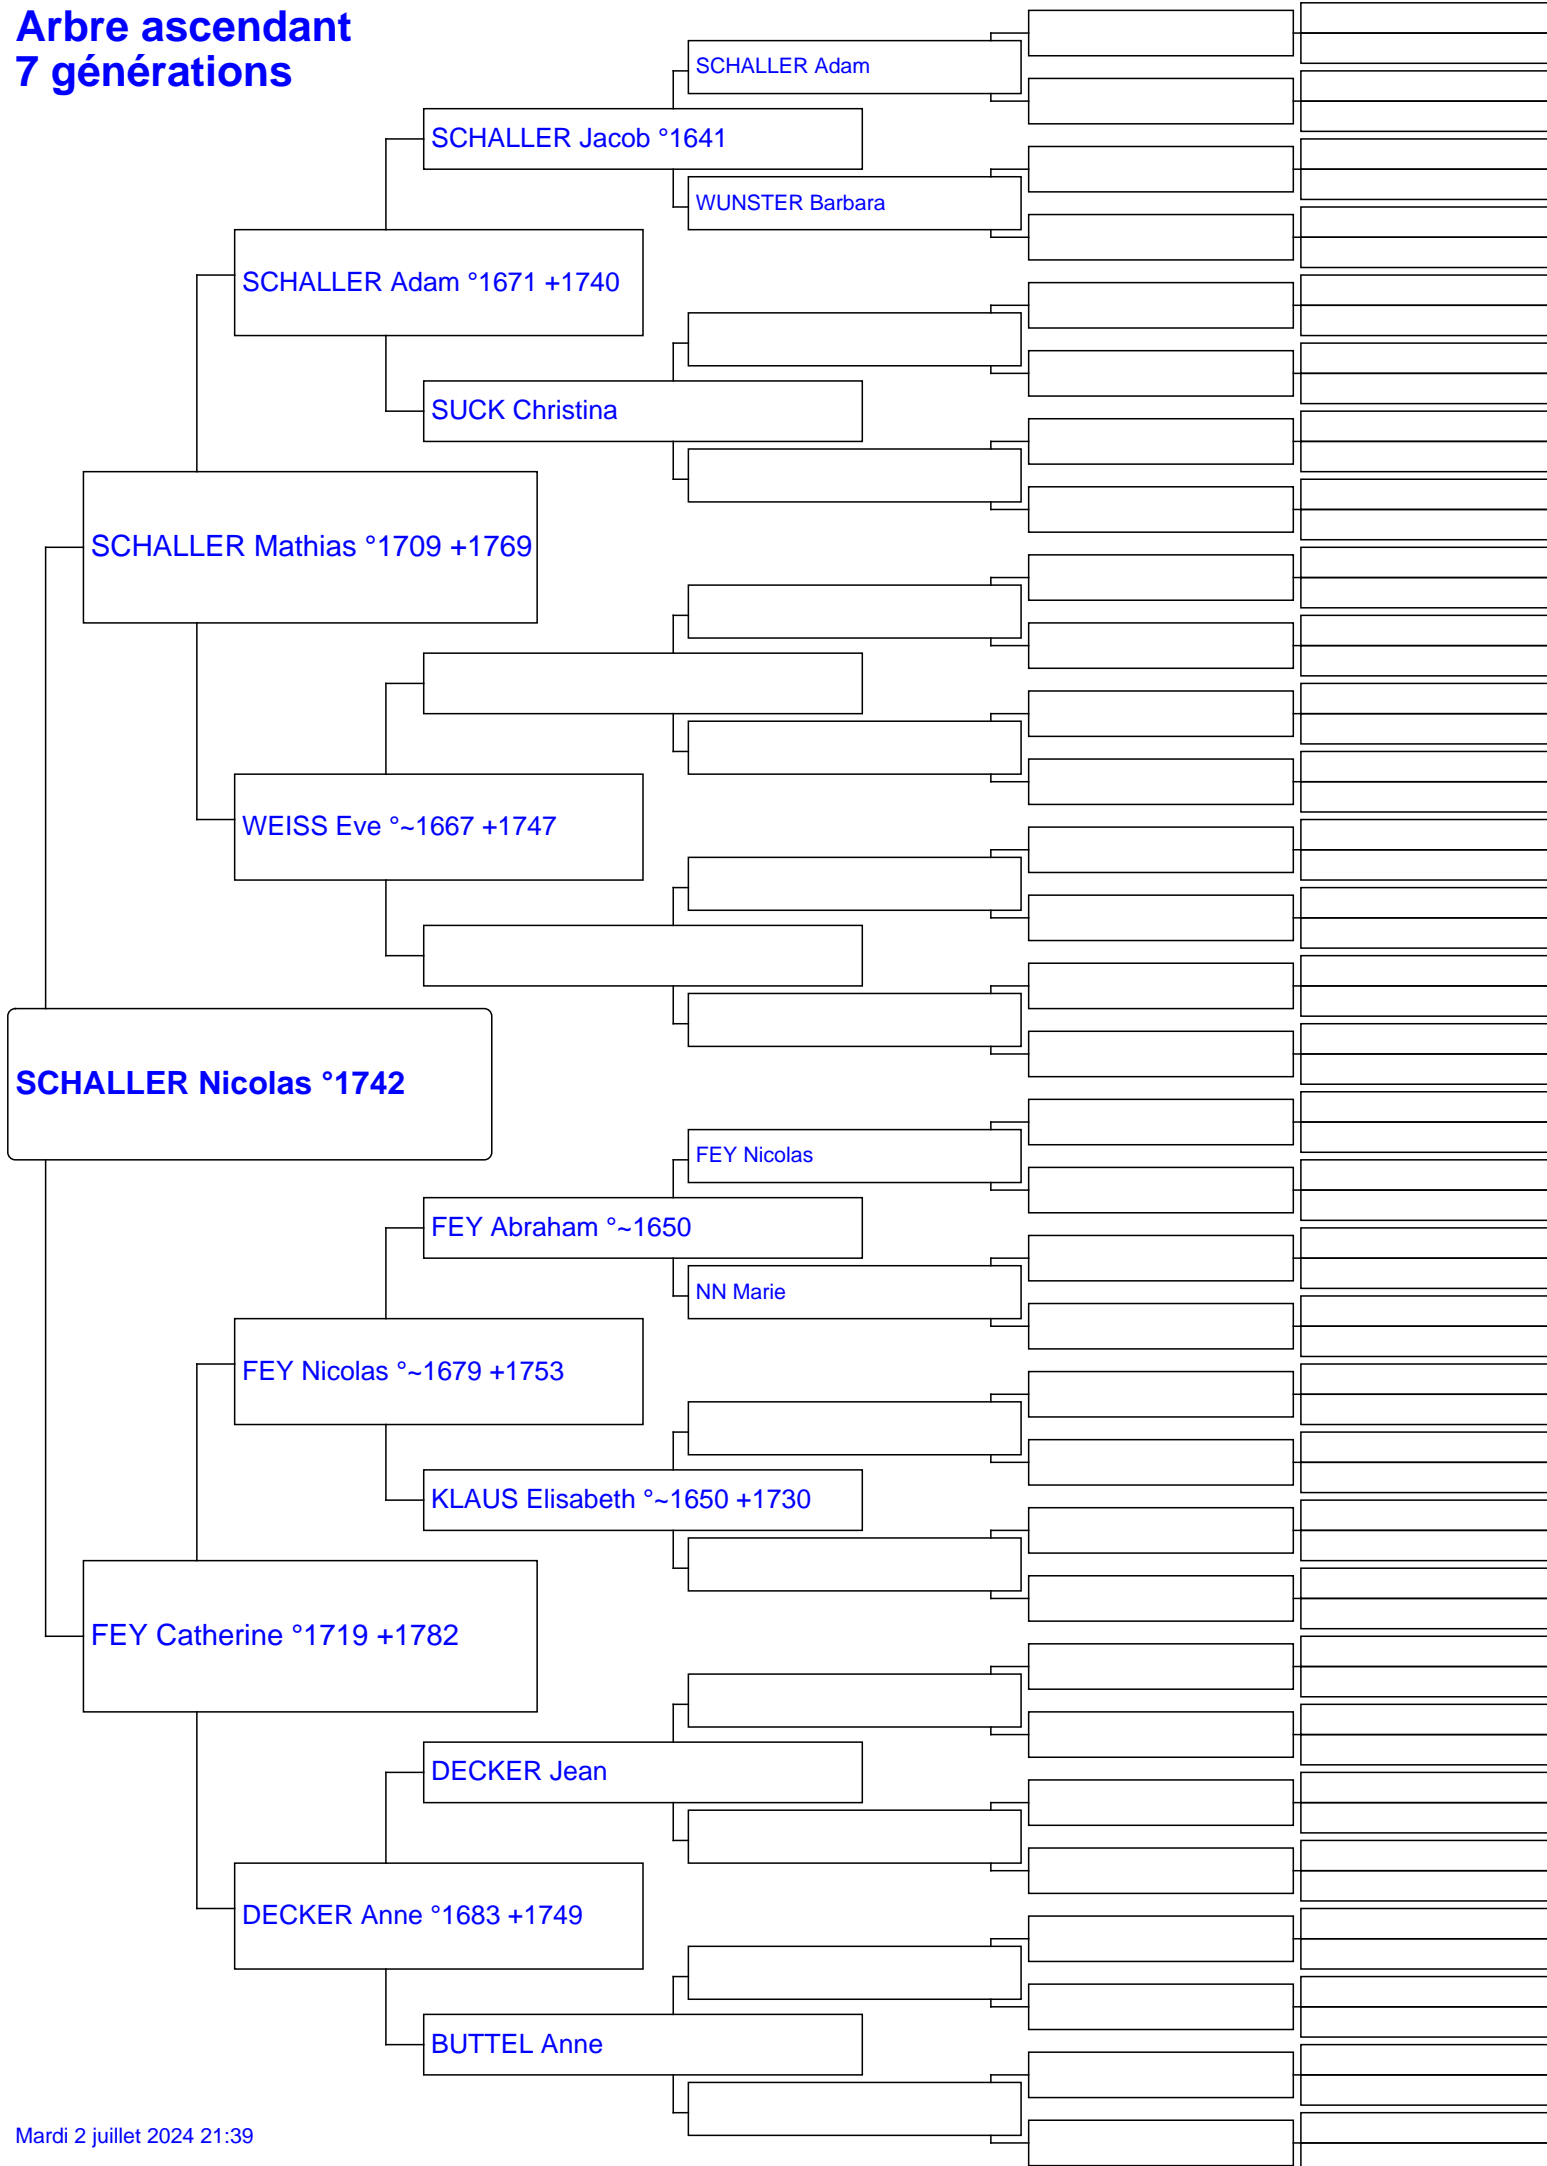 Arbre ascendant
7 générations
SCHALLER Adam
SCHALLER Jacob °1641
WUNSTER Barbara
SCHALLER Adam °1671 +1740
SUCK Christina
SCHALLER Mathias °1709 +1769
WEISS Eve °~1667 +1747
SCHALLER Nicolas °1742
FEY Nicolas
FEY Abraham °~1650
NN Marie
FEY Nicolas °~1679 +1753
KLAUS Elisabeth °~1650 +1730
FEY Catherine °1719 +1782
DECKER Jean
DECKER Anne °1683 +1749
BUTTEL Anne
Mardi 2 juillet 2024 21:39